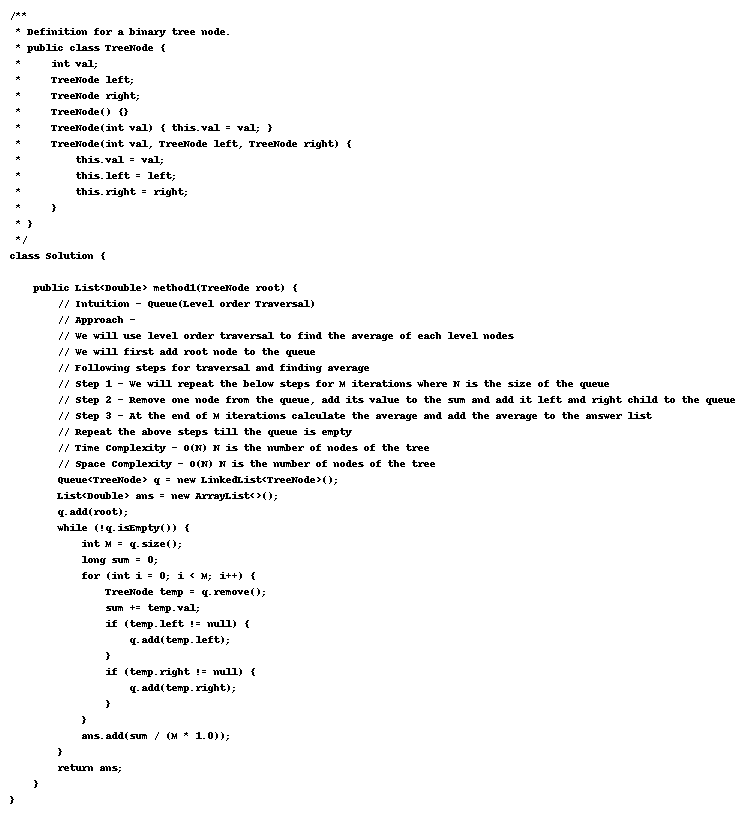 /**
 * Definition for a binary tree node.
 * public class TreeNode {
 *     int val;
 *     TreeNode left;
 *     TreeNode right;
 *     TreeNode() {}
 *     TreeNode(int val) { this.val = val; }
 *     TreeNode(int val, TreeNode left, TreeNode right) {
 *         this.val = val;
 *         this.left = left;
 *         this.right = right;
 *     }
 * }
 */
class Solution {

    public List<Double> method1(TreeNode root) {
        // Intuition - Queue(Level order Traversal)
        // Approach -
        // We will use level order traversal to find the average of each level nodes
        // We will first add root node to the queue
        // Following steps for traversal and finding average
        // Step 1 - We will repeat the below steps for M iterations where N is the size of the queue
        // Step 2 - Remove one node from the queue, add its value to the sum and add it left and right child to the queue
        // Step 3 - At the end of M iterations calculate the average and add the average to the answer list
        // Repeat the above steps till the queue is empty
        // Time Complexity - O(N) N is the number of nodes of the tree
        // Space Complexity - O(N) N is the number of nodes of the tree
        Queue<TreeNode> q = new LinkedList<TreeNode>();
        List<Double> ans = new ArrayList<>();
        q.add(root);
        while (!q.isEmpty()) {
            int M = q.size();
            long sum = 0;
            for (int i = 0; i < M; i++) {
                TreeNode temp = q.remove();
                sum += temp.val;
                if (temp.left != null) {
                    q.add(temp.left);
                }
                if (temp.right != null) {
                    q.add(temp.right);
                }
            }
            ans.add(sum / (M * 1.0));
        }
        return ans;
    }
}